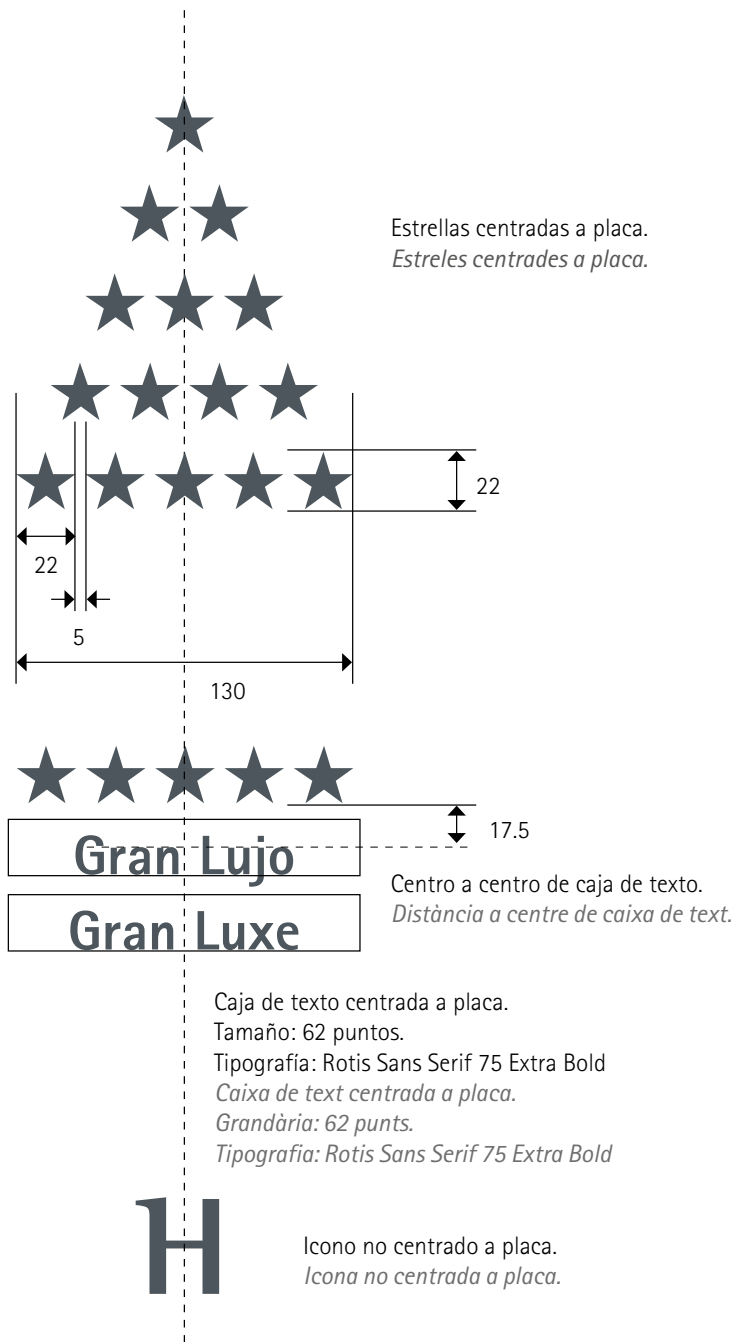 Estrellas centradas a placa.
Estreles centrades a placa.
22
22
5
130
17.5
Gran Lujo
Centro a centro de caja de texto.
Distància a centre de caixa de text.
Gran Luxe
Caja de texto centrada a placa.
Tamaño: 62 puntos.
Tipografía: Rotis Sans Serif 75 Extra Bold
Caixa de text centrada a placa.
Grandària: 62 punts.
Tipografia: Rotis Sans Serif 75 Extra Bold
H
Icono no centrado a placa.
Icona no centrada a placa.